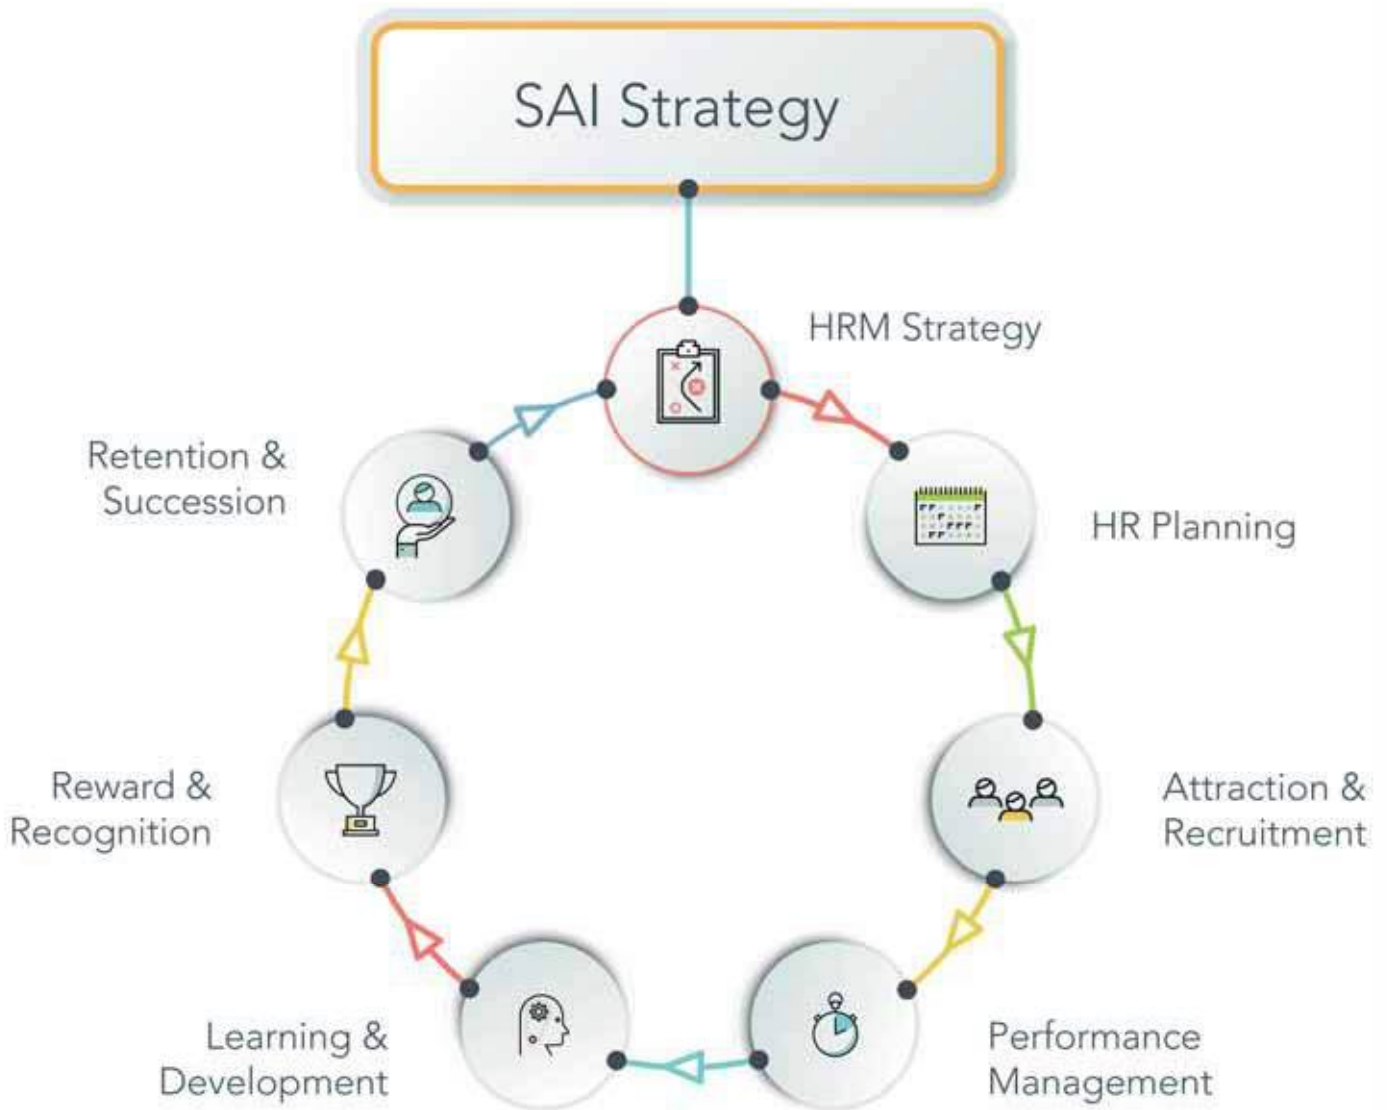 SAI Strategy
HRM Strategy
HR Planning
Attraction &
Recruitment
Performance
Management
Learning &
Development
Reward &
Recognition
Retention &
Succession